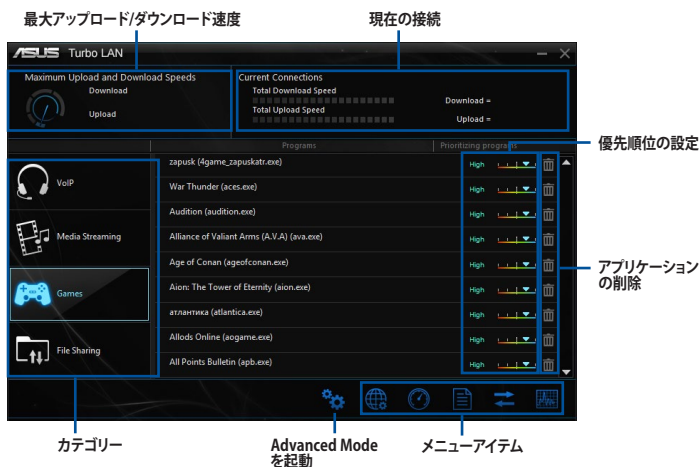 最大アップロード/ダウンロード速度
現在の接続
ASUS Turbo LAN
Maximum Upload and Download Speeds
Download
Upload
Current Connections
Total Download Speed
Download =
Total Upload Speed
Upload =
Programs
Prioritizing programs
優先順位の設定
VoIP
Media Streaming
Games
File Sharing
zapusk (4game_zapuskatr.exe)
High
War Thunder (aces.exe)
High
Audition (audition.exe)
High
Alliance of Valiant Arms (A.V.A) (ava.exe)
High
Age of Conan (ageofconan.exe)
High
Aion: The Tower of Eternity (aion.exe)
High
атлантика (atlantica.exe)
High
Allods Online (aogame.exe)
High
All Points Bulletin (apb.exe)
High
アプリケーション
の削除
カテゴリー
Advanced Mode
を起動
メニューアイテム